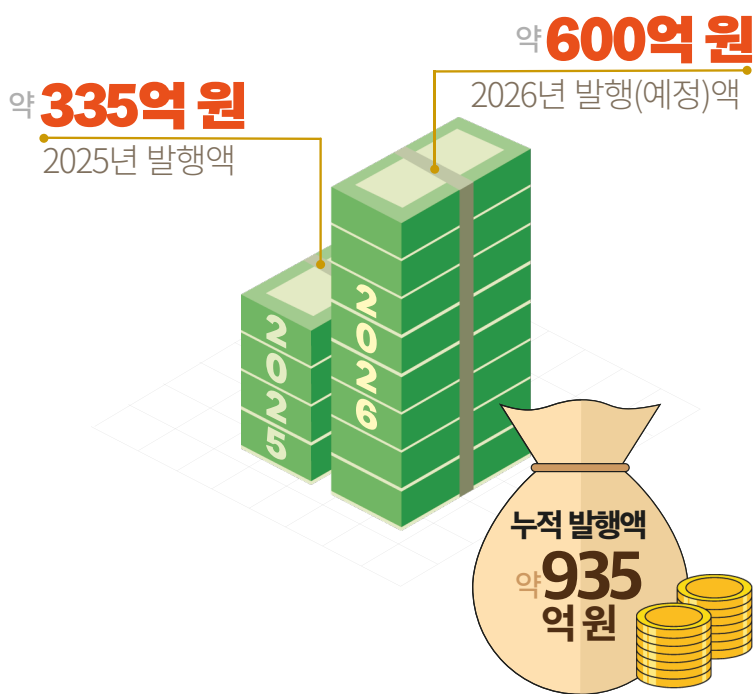 약 600억 원
2026년 발행(예정)액
약 335억 원
2025년 발행액
2025
2026
누적 발행액
약 935
억 원